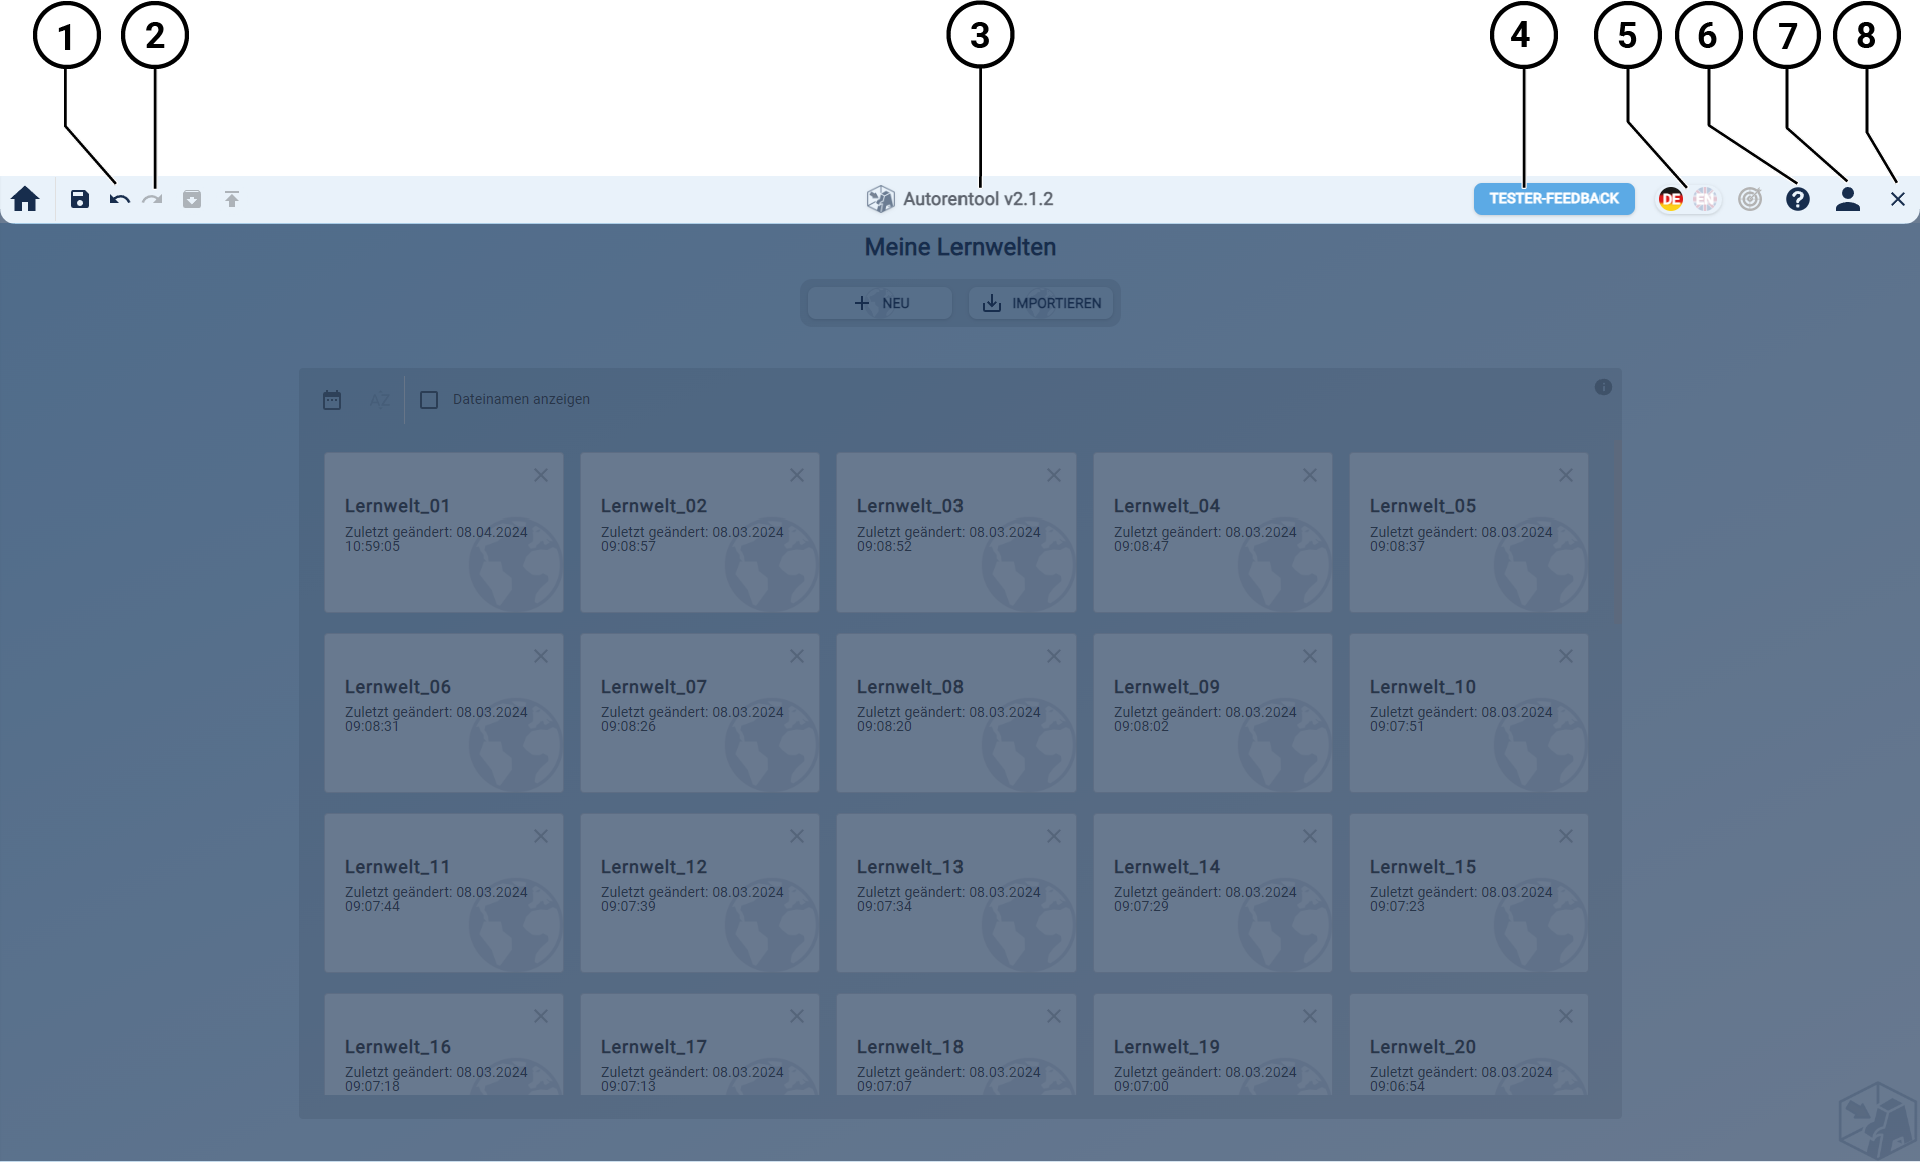 1 2 3 4 5 6 7 8
Autorentool v2.1.2
TESTER-FEEDBACK
DE EN
Meine Lernwelten
NEU
IMPORTIEREN
AZ
Dateinamen anzeigen
Lernwelt_01
Zuletzt geändert: 08.04.2024
10:59:05
Lernwelt_02
Zuletzt geändert: 08.03.2024
09:08:57
Lernwelt_03
Zuletzt geändert: 08.03.2024
09:08:52
Lernwelt_04
Zuletzt geändert: 08.03.2024
09:08:47
Lernwelt_05
Zuletzt geändert: 08.03.2024
09:08:37
Lernwelt_06
Zuletzt geändert: 08.03.2024
09:08:31
Lernwelt_07
Zuletzt geändert: 08.03.2024
09:08:26
Lernwelt_08
Zuletzt geändert: 08.03.2024
09:08:20
Lernwelt_09
Zuletzt geändert: 08.03.2024
09:08:02
Lernwelt_10
Zuletzt geändert: 08.03.2024
09:07:51
Lernwelt_11
Zuletzt geändert: 08.03.2024
09:07:44
Lernwelt_12
Zuletzt geändert: 08.03.2024
09:07:39
Lernwelt_13
Zuletzt geändert: 08.03.2024
09:07:34
Lernwelt_14
Zuletzt geändert: 08.03.2024
09:07:29
Lernwelt_15
Zuletzt geändert: 08.03.2024
09:07:23
Lernwelt_16
Zuletzt geändert: 08.03.2024
09:07:18
Lernwelt_17
Zuletzt geändert: 08.03.2024
09:07:13
Lernwelt_18
Zuletzt geändert: 08.03.2024
09:07:07
Lernwelt_19
Zuletzt geändert: 08.03.2024
09:07:00
Lernwelt_20
Zuletzt geändert: 08.03.2024
09:06:54